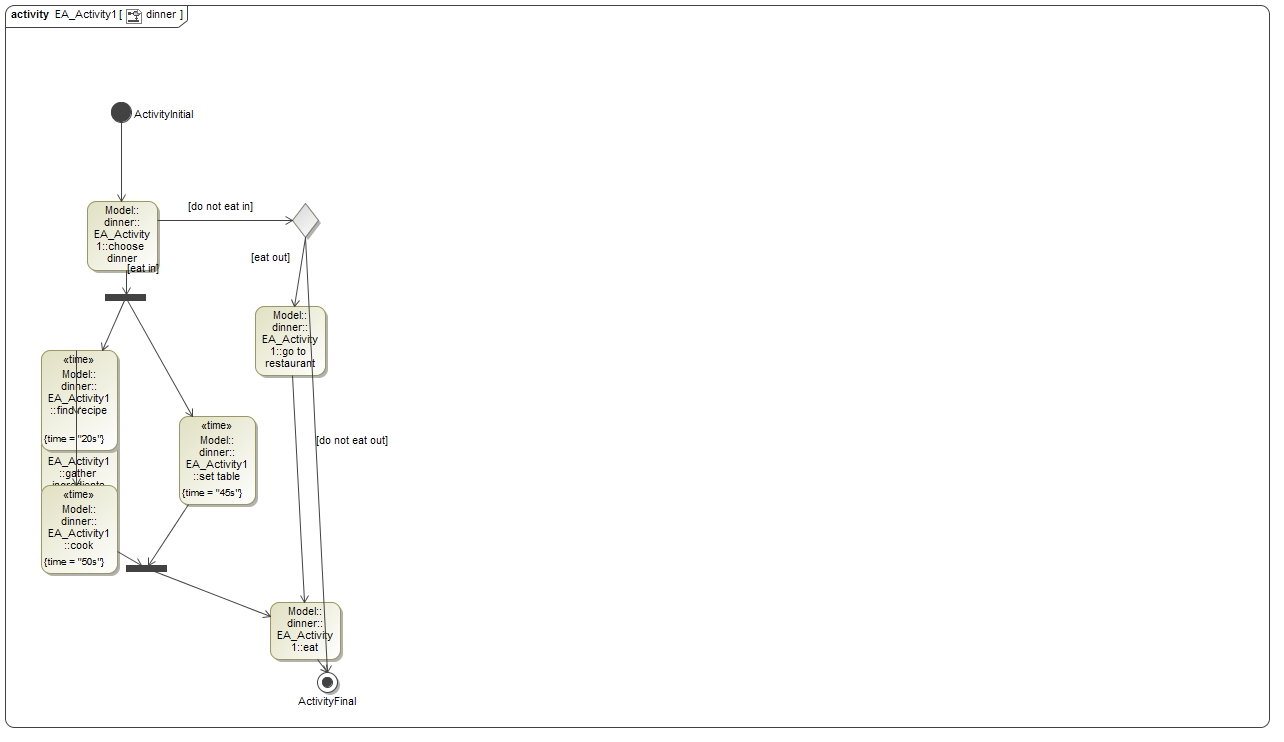 activity EA_Activity1 [ dinner ]
ActivityInitial
[do not eat in]
Model::
dinner::
EA_Activity
1::choose
dinner
[eat in]
[eat out]
Model::
dinner::
EA_Activity
1::go to
restaurant
«time»
Model::
dinner::
EA_Activity1
::find recipe
{time = "20s"}
EA_Activity1
::gather
ingredients
«time»
Model::
dinner::
EA_Activity1
::set table
{time = "45s"}
[do not eat out]
«time»
Model::
dinner::
EA_Activity1
::cook
{time = "50s"}
Model::
dinner::
EA_Activity
1::eat
ActivityFinal